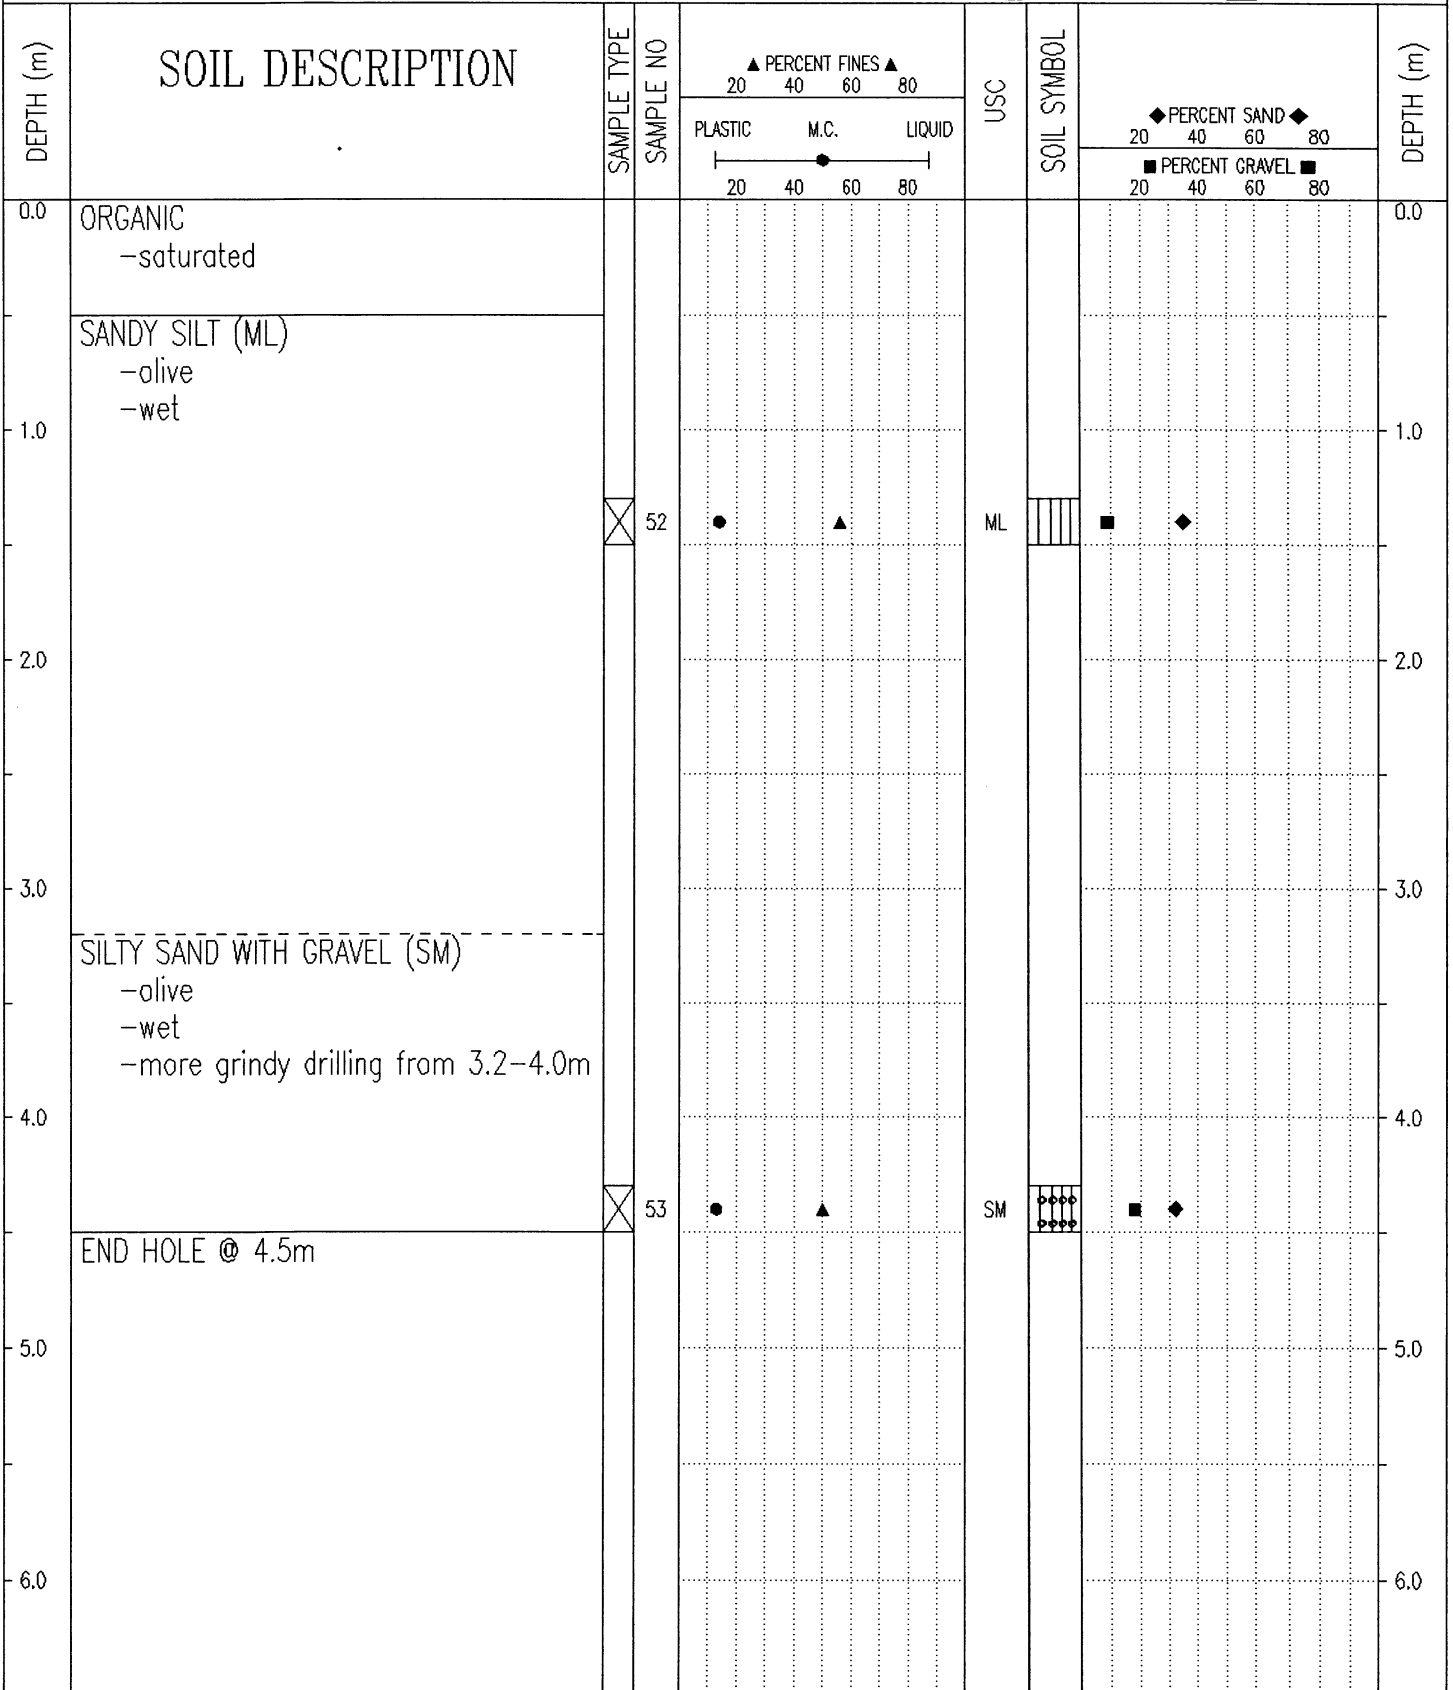 DEPTH (m)
SOIL DESCRIPTION
SAMPLE TYPE
SAMPLE NO
▲ PERCENT FINES ▲
20 40 60 80
PLASTIC M.C. LIQUID
20 40 60 80
USC
SOIL SYMBOL
◆ PERCENT SAND ◆
20 40 60 80
■ PERCENT GRAVEL ■
20 40 60 80
DEPTH (m)
0.0 0.0
ORGANIC
-saturated
SANDY SILT (ML)
-olive
-wet
1.0 1.0
52 ML
2.0 2.0
3.0 3.0
SILTY SAND WITH GRAVEL (SM)
-olive
-wet
-more grindy drilling from 3.2-4.0m
4.0 4.0
53 SM
END HOLE @ 4.5m
5.0 5.0
6.0 6.0